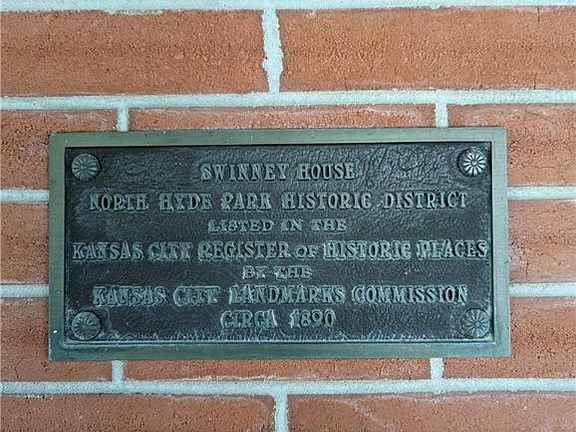 SWINNEY HOUSE
NORTH HYDE PARK HISTORIC DISTRICT
LISTED IN THE
KANSAS CITY REGISTER OF HISTORIC PLACES
BY THE
KANSAS CITY LANDMARKS COMMISSION
CIRCA 1890